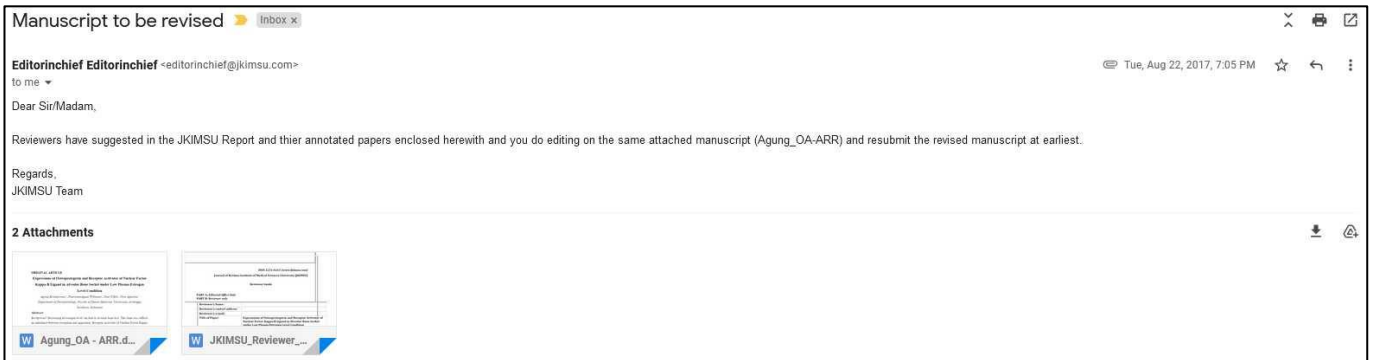 Manuscript to be revised Inbox x
Editorinchief Editorinchief <editorinchief@jkimsu.com> Tue, Aug 22, 2017, 7:05 PM
to me
Dear Sir/Madam,
Reviewers have suggested in the JKIMSU Report and thier annotated papers enclosed herewith and you do editing on the same attached manuscript (Agung_OA-ARR) and resubmit the revised manuscript at earliest.
Regards,
JKIMSU Team
2 Attachments
ORIGINAL ARTICLE
W Agung_OA - ARR.d...
W JKIMSU_Reviewer_...